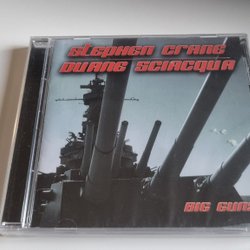 STEPHEN CRANE
DUANE SCIACQUA
BIG GUNS